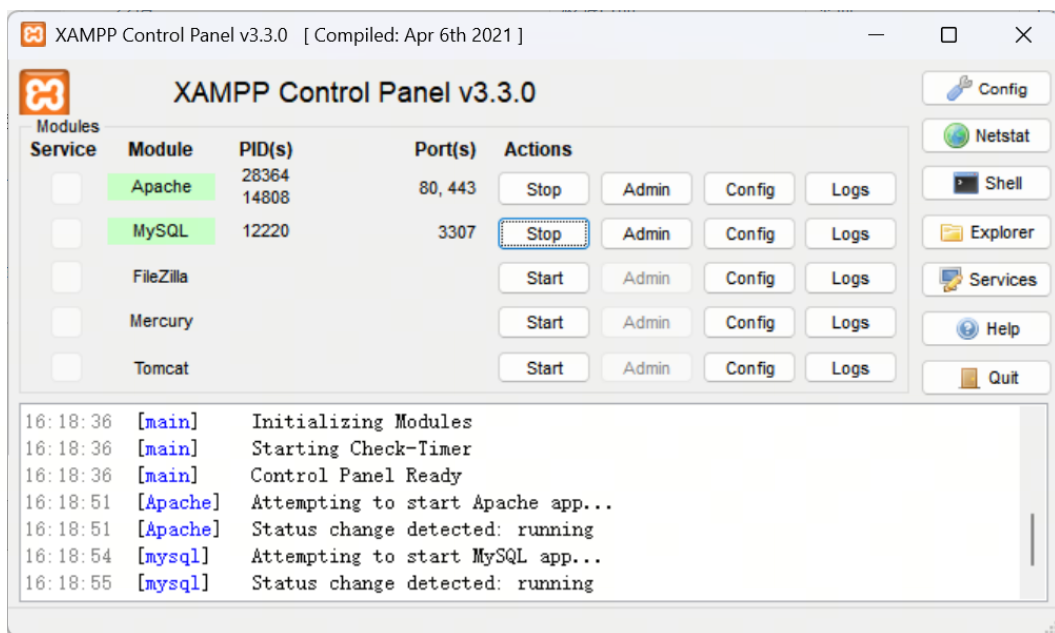 XAMPP Control Panel v3.3.0 [ Compiled: Apr 6th 2021 ]
XAMPP Control Panel v3.3.0
Config
Modules
Service Module PID(s) Port(s) Actions
Netstat
Apache 28364 14808 80, 443 Stop Admin Config Logs
Shell
MySQL 12220 3307 Stop Admin Config Logs
Explorer
FileZilla Start Admin Config Logs
Services
Mercury Start Admin Config Logs
Help
Tomcat Start Admin Config Logs
Quit
16:18:36 [main] Initializing Modules
16:18:36 [main] Starting Check-Timer
16:18:36 [main] Control Panel Ready
16:18:51 [Apache] Attempting to start Apache app...
16:18:51 [Apache] Status change detected: running
16:18:54 [mysql] Attempting to start MySQL app...
16:18:55 [mysql] Status change detected: running